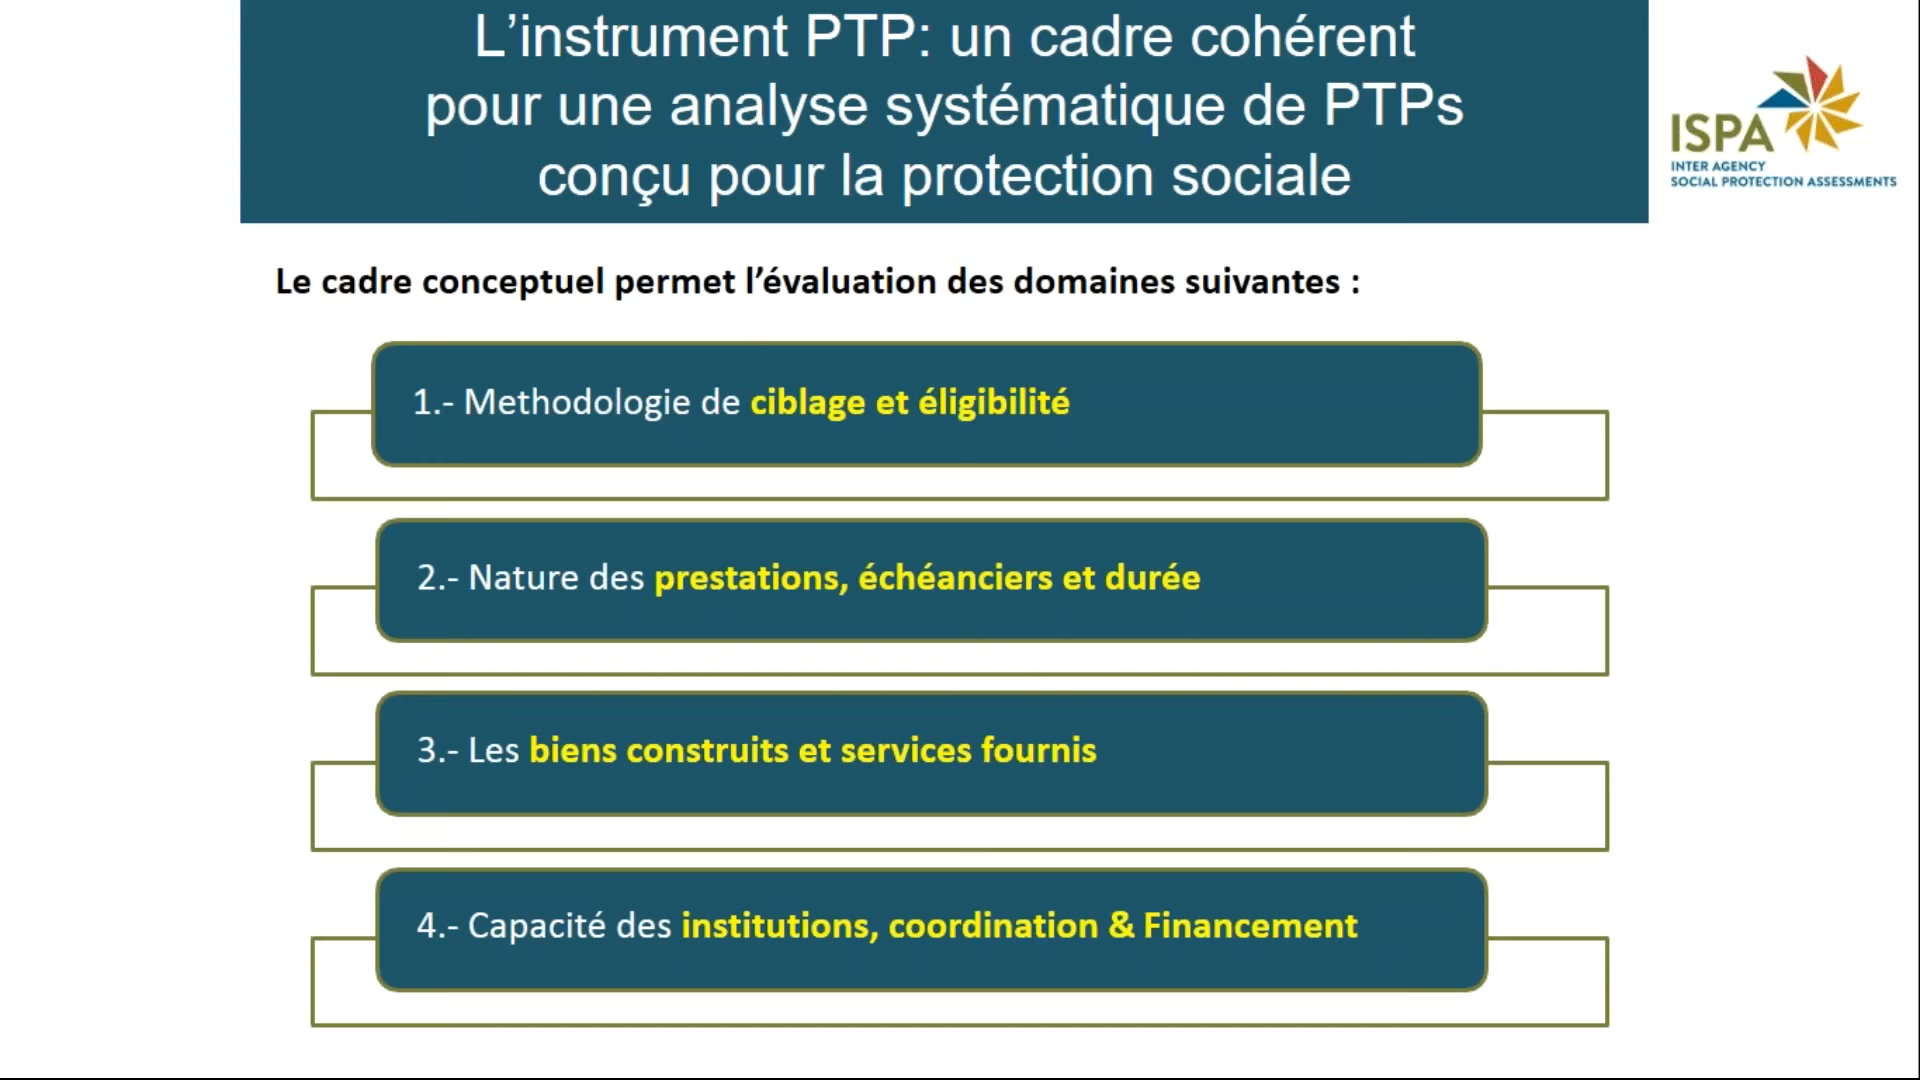 L’instrument PTP: un cadre cohérent
pour une analyse systématique de PTPs
conçu pour la protection sociale
ISPA
INTER AGENCY
SOCIAL PROTECTION ASSESSMENTS
Le cadre conceptuel permet l’évaluation des domaines suivantes :
1.- Methodologie de ciblage et éligibilité
2.- Nature des prestations, échéanciers et durée
3.- Les biens construits et services fournis
4.- Capacité des institutions, coordination & Financement